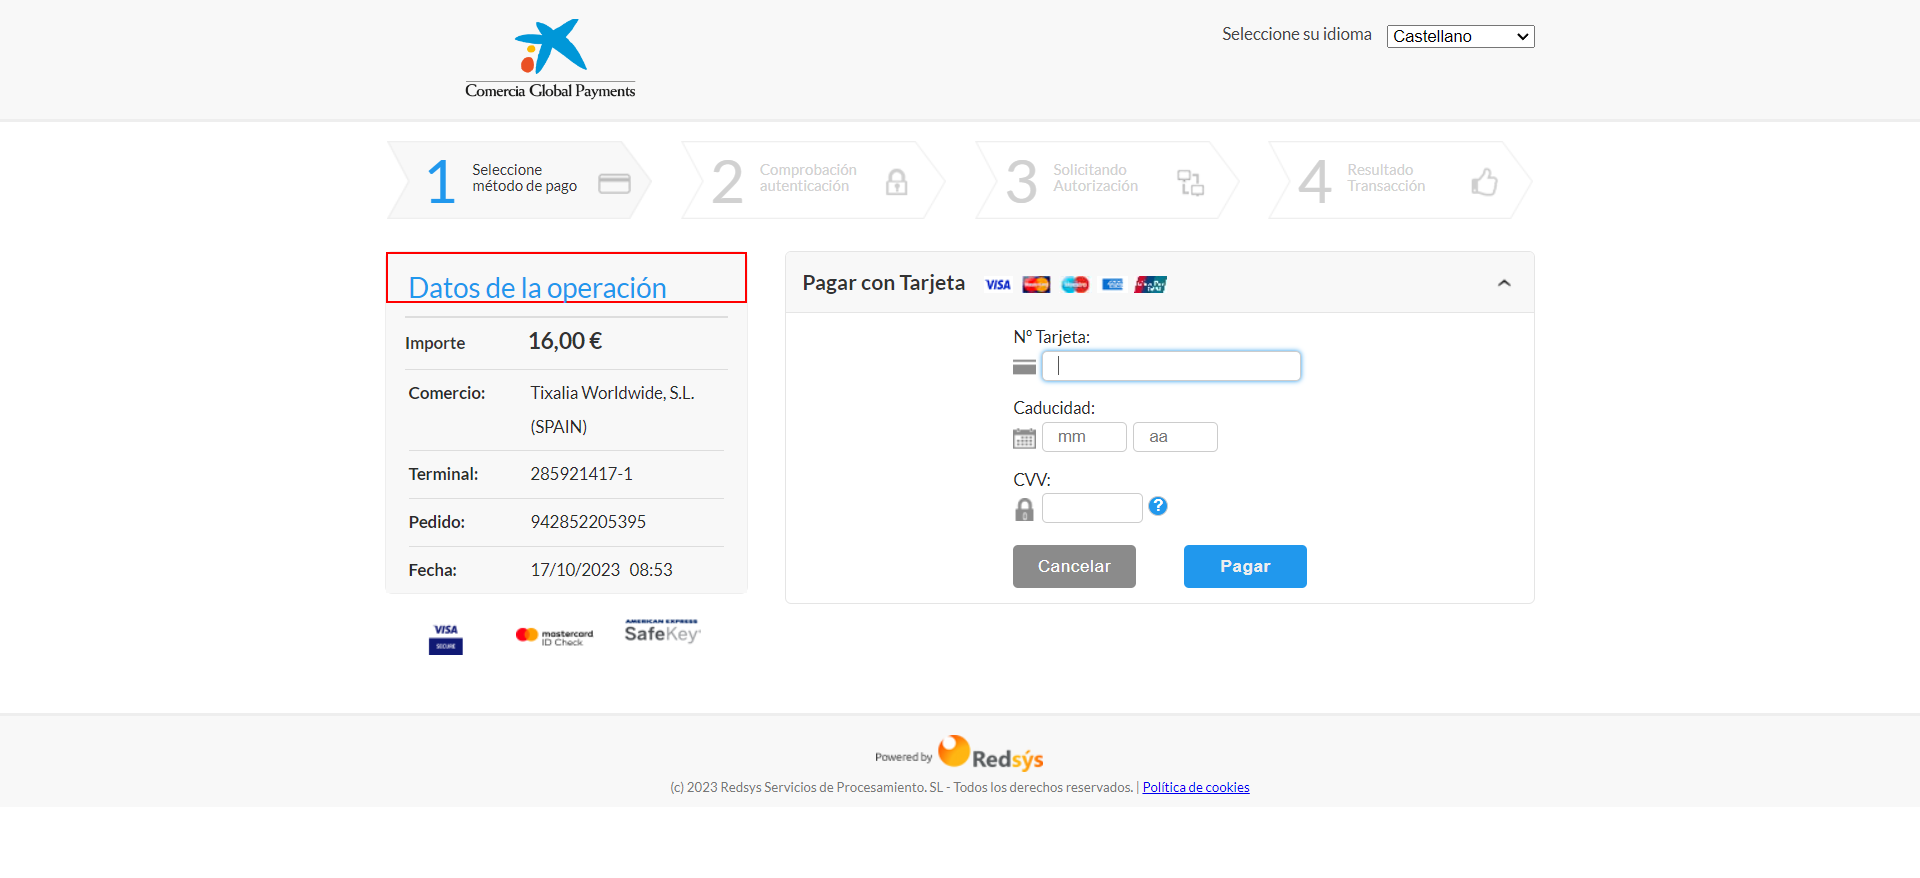 Comercia Global Payments
Seleccione su idioma
Castellano
1 Seleccione
método de pago
2 Comprobación
autenticación
3 Solicitando
Autorización
4 Resultado
Transacción
Datos de la operación
Importe 16,00 €
Comercio: Tixalia Worldwide, S.L.
(SPAIN)
Terminal: 285921417-1
Pedido: 942852205395
Fecha: 17/10/2023 08:53
VISA
SECURE
mastercard
ID Check
AMERICAN EXPRESS
SafeKey
Pagar con Tarjeta VISA
Nº Tarjeta:
Caducidad:
mm aa
CVV:
?
Cancelar Pagar
Powered by Redsýs
(c) 2023 Redsys Servicios de Procesamiento. SL - Todos los derechos reservados. | Política de cookies